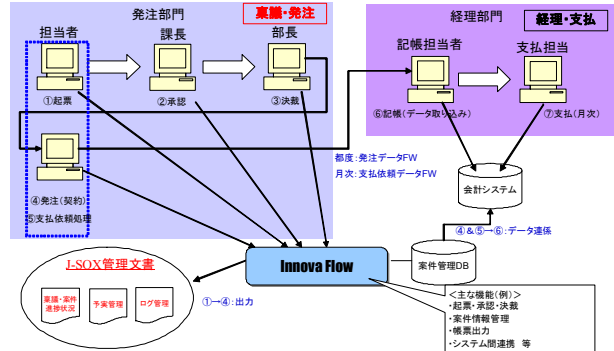 発注部門
稟議・発注
担当者
課長
部長
①起票
②承認
③決裁
④発注(契約)
⑤支払依頼処理
経理部門
経理・支払
記帳担当者
支払担当
⑥記帳(データ取り込み)
⑦支払(月次)
都度:発注データFW
月次:支払依頼データFW
会計システム
④&⑤→⑥:データ連係
案件管理DB
Innova Flow
J-SOX管理文書
稟議・案件
進捗状況
予実管理
ログ管理
①→④:出力
<主な機能(例)>
・起票・承認・決裁
・案件情報管理
・帳票出力
・システム間連携 等